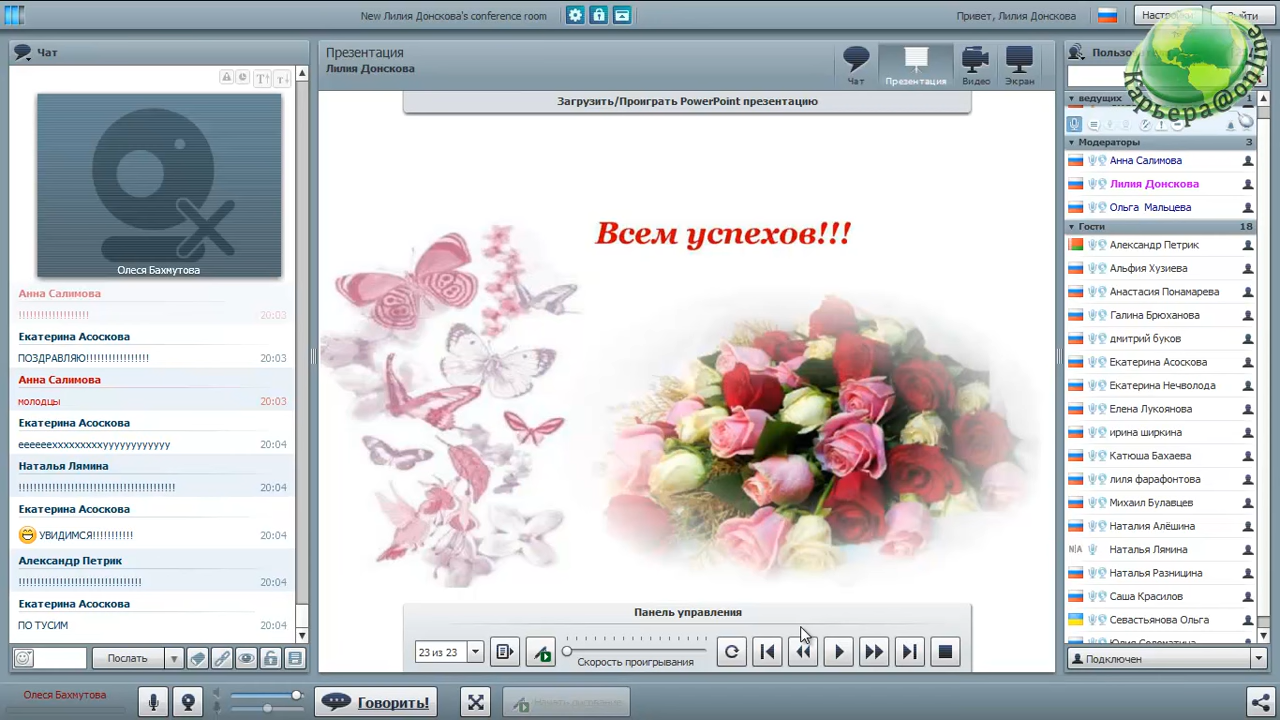 New Лилия Донскова's conference room
Привет, Лилия Донскова
Настройки
Выйти
Чат
Олеся Бахмутова
Анна Салимова
!!!!!!!!!!!!!!!!!!! 20:03
Екатерина Асоскова
ПОЗДРАВЛЯЮ!!!!!!!!!!!!!!!!! 20:03
Анна Салимова
молодцы 20:03
Екатерина Асоскова
ееееееххххххххууууууууууу 20:04
Наталья Лямина
!!!!!!!!!!!!!!!!!!!!!!!!!!!!!!!!!!!!!!!!! 20:04
Екатерина Асоскова
УВИДИМСЯ!!!!!!!!!!! 20:04
Александр Петрик
!!!!!!!!!!!!!!!!!!!!!!!!!!!!!!!! 20:04
Екатерина Асоскова
ПО ТУСИМ 20:04
Послать
Презентация
Лилия Донскова
Чат
Презентация
Видео
Экран
Загрузить/Проиграть PowerPoint презентацию
Всем успехов!!!
Панель управления
23 из 23
Скорость проигрывания
карьера@online
ведущих 1
Модераторы 3
Анна Салимова
Лилия Донскова
Ольга Мальцева
Гости 18
Александр Петрик
Альфия Хузиева
Анастасия Понамарева
Галина Брюханова
дмитрий буков
Екатерина Асоскова
Екатерина Нечволода
Елена Лукоянова
ирина ширкина
Катюша Бахаева
лиля фарафонтова
Михаил Булавцев
Наталия Алёшина
N\A Наталья Лямина
Наталья Разницина
Саша Красилов
Севастьянова Ольга
Подключен
Олеся Бахмутова
Говорить!